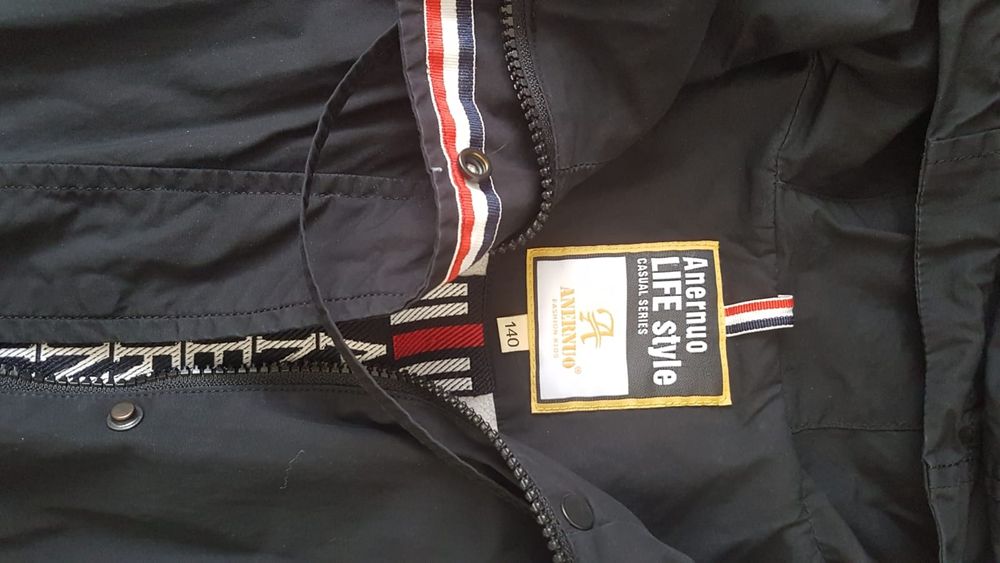 Anernuo
LIFE style
CASUAL SERIES
A
ANERNUO®
FASHION KIDS
140